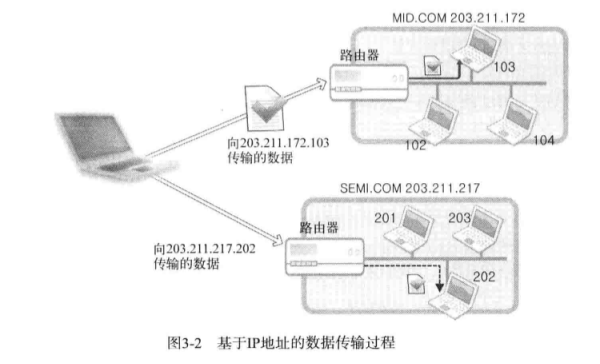 MID.COM 203.211.172
路由器
103
102
104
向203.211.172.103
传输的数据
SEMI.COM 203.211.217
201
203
路由器
202
向203.211.217.202
传输的数据
图3-2 基于IP地址的数据传输过程